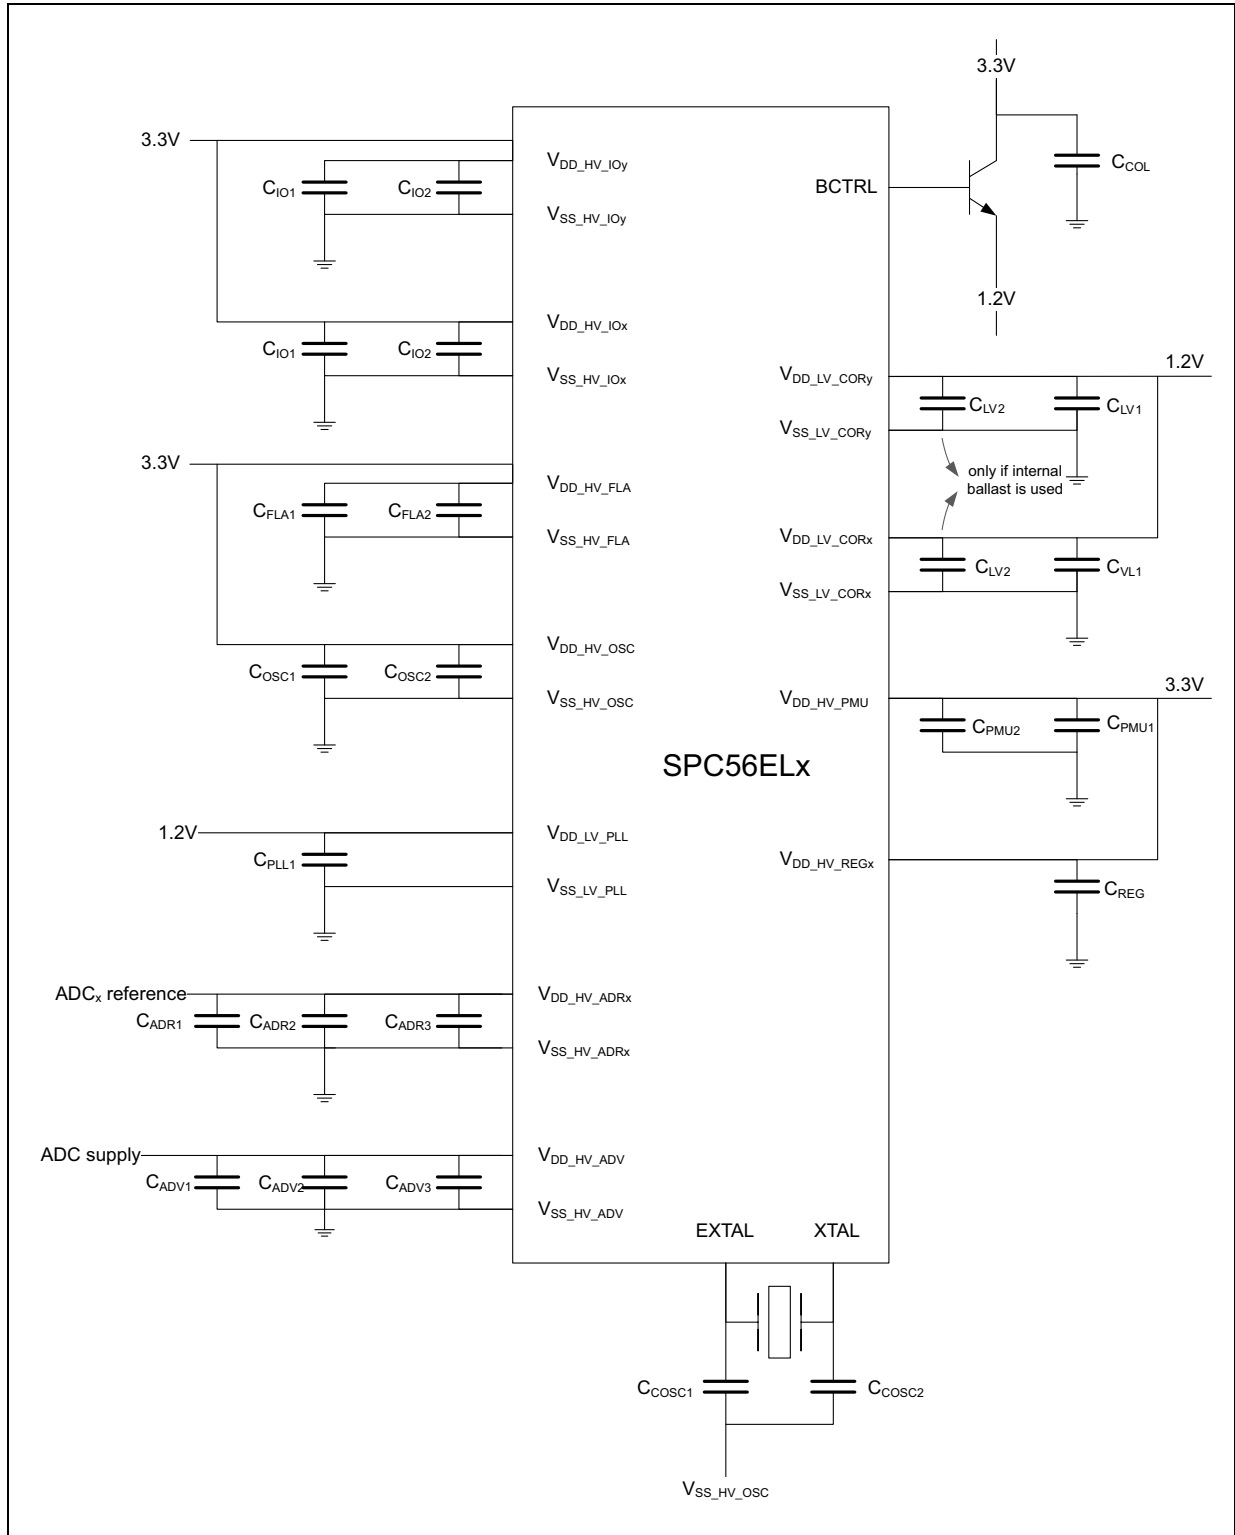 3.3V
C_COL
BCTRL
1.2V
3.3V
V_DD_HV_IOy
C_IO1
C_IO2
V_SS_HV_IOy
V_DD_HV_IOx
C_IO1
C_IO2
V_SS_HV_IOx
3.3V
V_DD_HV_FLA
C_FLA1
C_FLA2
V_SS_HV_FLA
V_DD_HV_OSC
C_OSC1
C_OSC2
V_SS_HV_OSC
1.2V
V_DD_LV_PLL
C_PLL1
V_SS_LV_PLL
ADC_x reference
V_DD_HV_ADRx
C_ADR1
C_ADR2
C_ADR3
V_SS_HV_ADRx
ADC supply
V_DD_HV_ADV
C_ADV1
C_ADV2
C_ADV3
V_SS_HV_ADV
1.2V
V_DD_LV_CORy
C_LV2
C_LV1
V_SS_LV_CORy
only if internal
ballast is used
V_DD_LV_CORx
C_LV2
C_VL1
V_SS_LV_CORx
3.3V
V_DD_HV_PMU
C_PMU2
C_PMU1
SPC56ELx
V_DD_HV_REGx
C_REG
EXTAL
XTAL
C_COSC1
C_COSC2
V_SS_HV_OSC